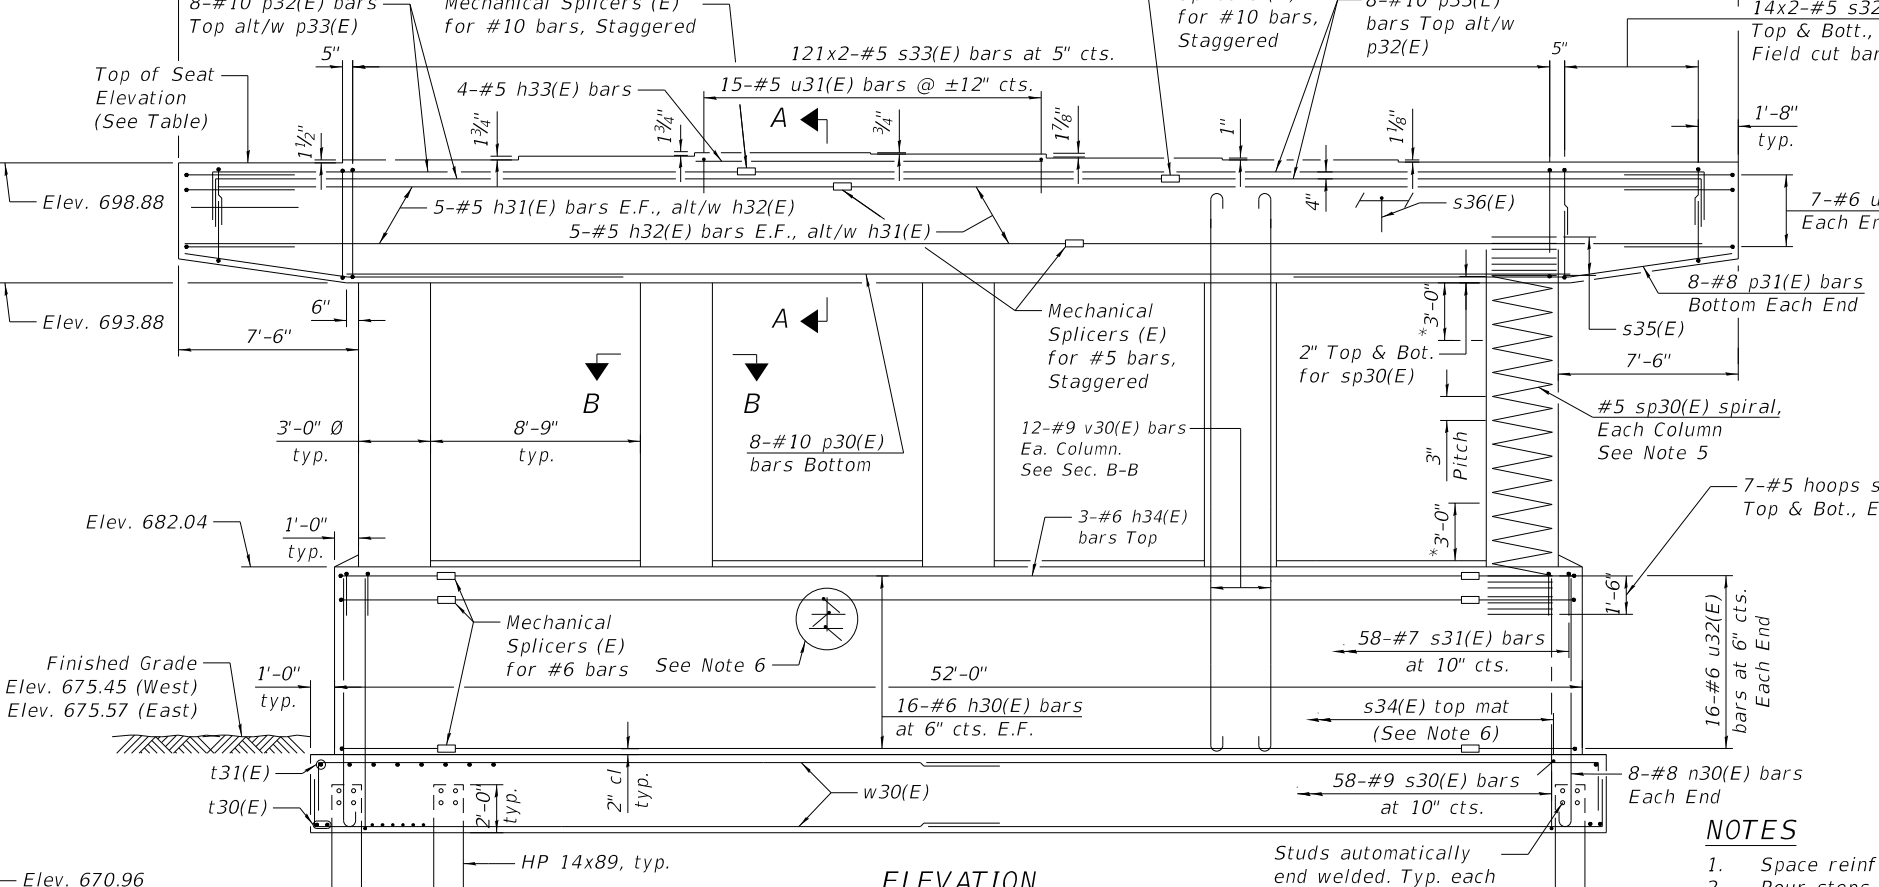 8-#10 p32(E) bars
Top alt/w p33(E)
Mechanical Splicers (E)
for #10 bars, Staggered
for #10 bars,
Staggered
8-#10 p33(E)
bars Top alt/w
p32(E)
14x2-#5 s32
Top & Bott.,
Field cut bar
5"
121x2-#5 s33(E) bars at 5" cts.
5"
Top of Seat
Elevation
(See Table)
4-#5 h33(E) bars
15-#5 u31(E) bars @ ±12" cts.
A
1½"
1¾"
1¾"
¾"
1⅞"
1"
1⅛"
1'-8"
typ.
Elev. 698.88
5-#5 h31(E) bars E.F., alt/w h32(E)
5-#5 h32(E) bars E.F., alt/w h31(E)
4"
s36(E)
7-#6 u
Each En
8-#8 p31(E) bars
Bottom Each End
Elev. 693.88
6"
7'-6"
A
Mechanical
Splicers (E)
for #5 bars,
Staggered
*3'-0"
2" Top & Bot.
for sp30(E)
s35(E)
7'-6"
B
B
3'-0" Ø
typ.
8'-9"
typ.
8-#10 p30(E)
bars Bottom
12-#9 v30(E) bars
Ea. Column.
See Sec. B-B
3"
Pitch
#5 sp30(E) spiral,
Each Column
See Note 5
7-#5 hoops s
Top & Bot., E
Elev. 682.04
1'-0"
typ.
3-#6 h34(E)
bars Top
*3'-0"
1'-6"
Mechanical
Splicers (E)
for #6 bars
See Note 6
58-#7 s31(E) bars
at 10" cts.
16-#6 u32(E)
bars at 6" cts.
Each End
Finished Grade
Elev. 675.45 (West)
Elev. 675.57 (East)
1'-0"
typ.
52'-0"
16-#6 h30(E) bars
at 6" cts. E.F.
s34(E) top mat
(See Note 6)
t31(E)
t30(E)
2'-0"
typ.
2" cl
typ.
w30(E)
58-#9 s30(E) bars
at 10" cts.
8-#8 n30(E) bars
Each End
HP 14x89, typ.
Elev. 670.96
ELEVATION
Studs automatically
end welded. Typ. each
NOTES
1. Space reinf
2.